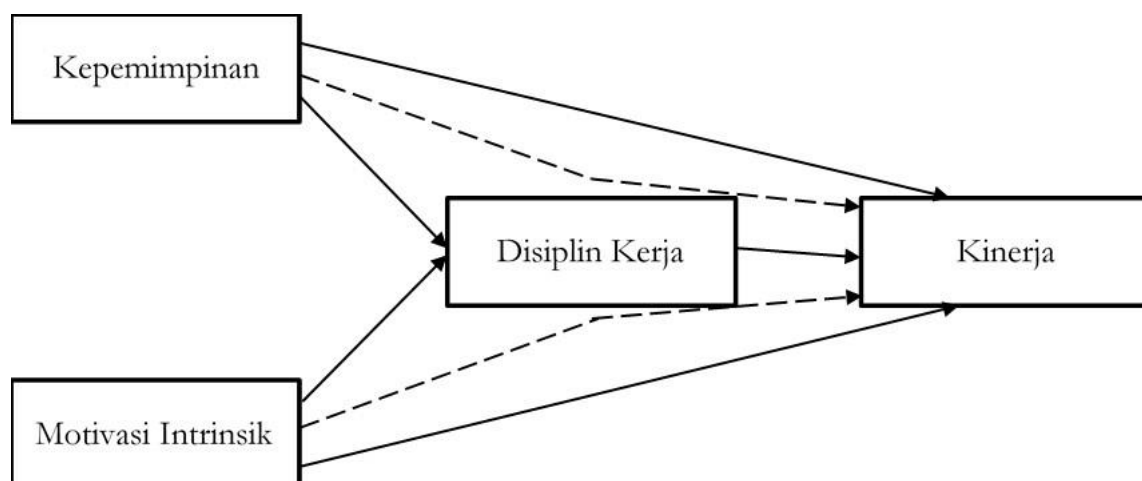 Kepemimpinan
Disiplin Kerja
Kinerja
Motivasi Intrinsik